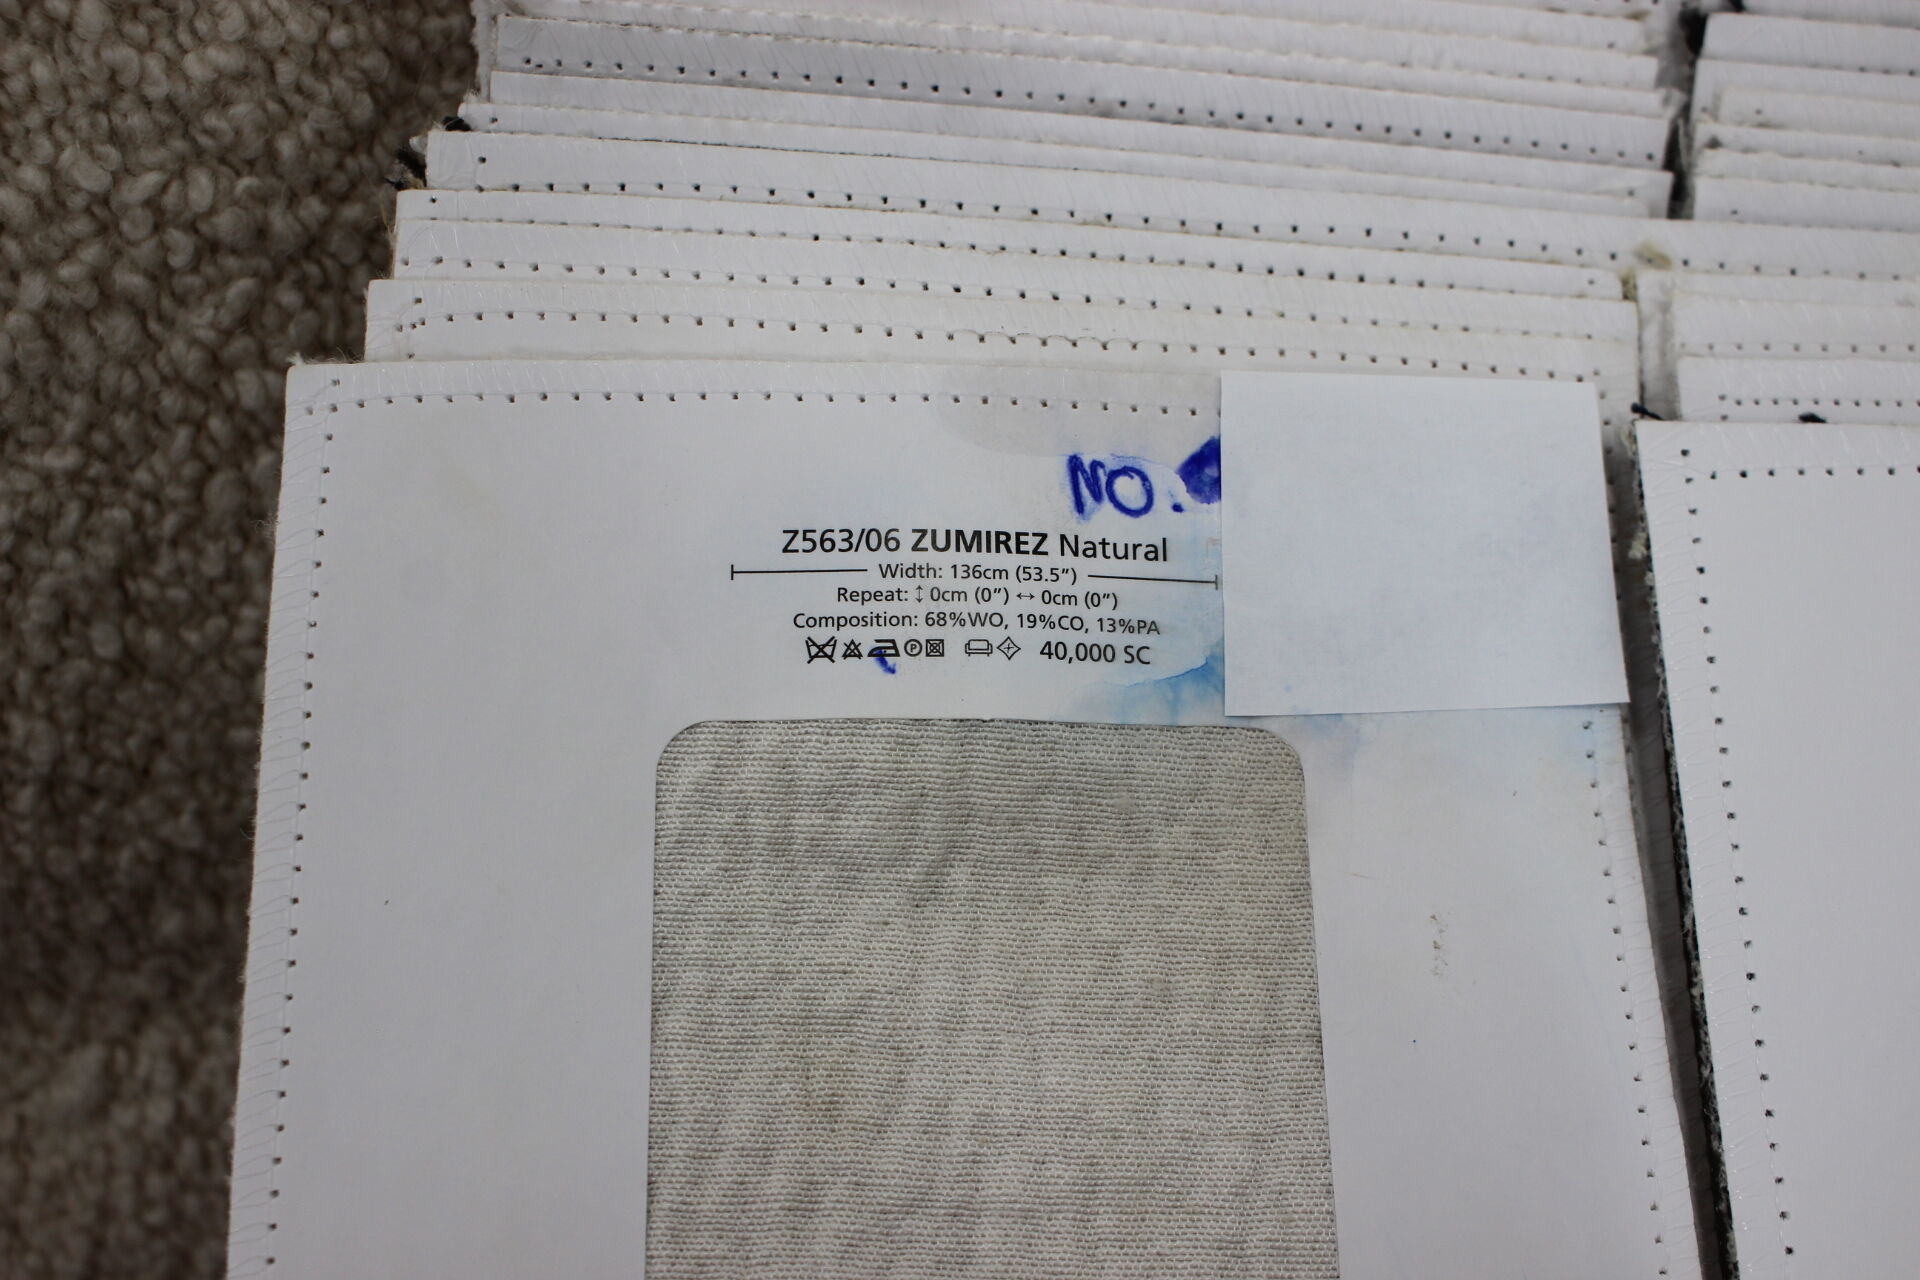 NO.
Z563/06 ZUMIREZ Natural
Width: 136cm (53.5”)
Repeat: ↕ 0cm (0”) ↔ 0cm (0”)
Composition: 68%WO, 19%CO, 13%PA
40,000 SC